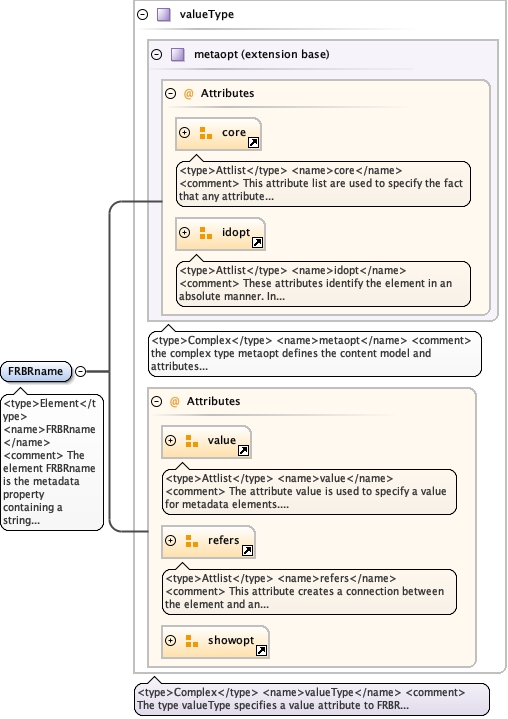 valueType
metaopt (extension base)
@ Attributes
core
<type>Attlist</type> <name>core</name>
<comment> This attribute list are used to specify the fact
that any attribute...
idopt
<type>Attlist</type> <name>idopt</name>
<comment> These attributes identify the element in an
absolute manner. In...
<type>Complex</type> <name>metaopt</name> <comment>
the complex type metaopt defines the content model and
attributes...
FRBRname
<type>Element</t
ype>
<name>FRBRname
</name>
<comment> The
element FRBRname
is the metadata
property
containing a
string...
@ Attributes
value
<type>Attlist</type> <name>value</name>
<comment> The attribute value is used to specify a value
for metadata elements....
refers
<type>Attlist</type> <name>refers</name>
<comment> This attribute creates a connection between
the element and an...
showopt
<type>Complex</type> <name>valueType</name> <comment>
The type valueType specifies a value attribute to FRBR...